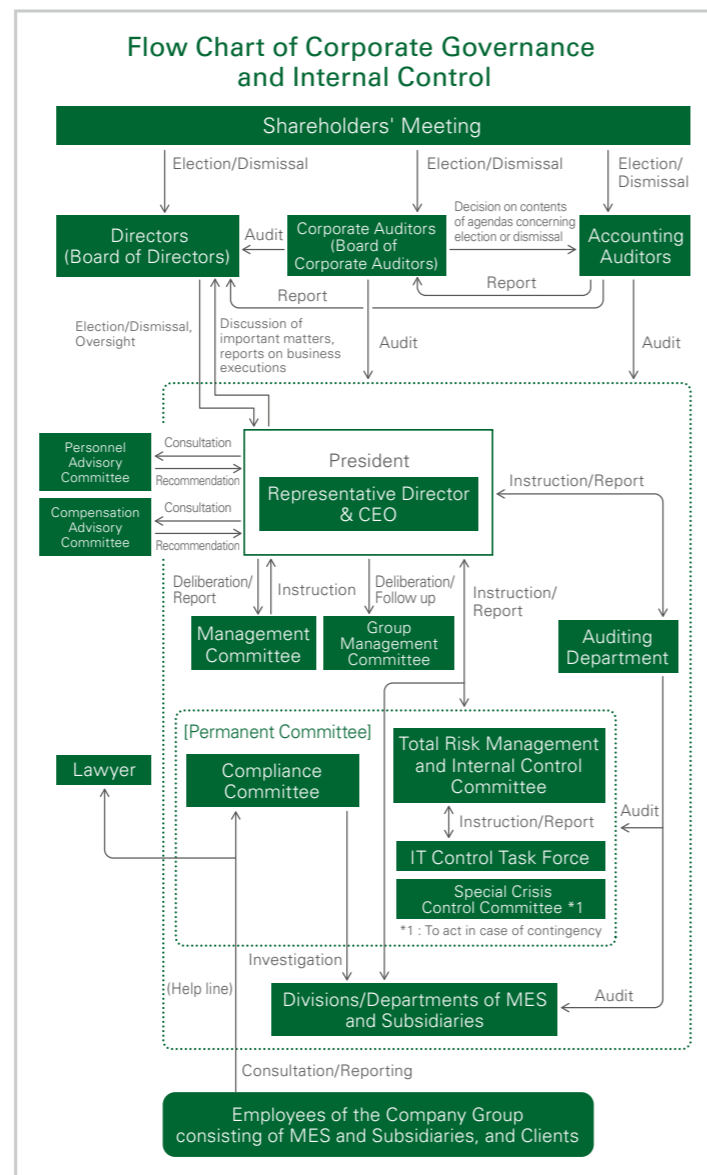 Flow Chart of Corporate Governance
and Internal Control
Shareholders' Meeting
Election/Dismissal
Election/Dismissal
Election/
Dismissal
Directors
(Board of Directors)
Audit
Corporate Auditors
(Board of
Corporate Auditors)
Decision on contents
of agendas concerning
election or dismissal
Accounting
Auditors
Report
Report
Election/Dismissal,
Oversight
Discussion of
important matters,
reports on business
executions
Audit
Audit
Personnel
Advisory
Committee
Consultation
Recommendation
Compensation
Advisory
Committee
Consultation
Recommendation
President
Representative Director
& CEO
Instruction/Report
Deliberation/
Report
Instruction
Deliberation/
Follow up
Instruction/
Report
Management
Committee
Group
Management
Committee
Auditing
Department
[Permanent Committee]
Lawyer
Compliance
Committee
Total Risk Management
and Internal Control
Committee
Instruction/Report
Audit
IT Control Task Force
Special Crisis
Control Committee *1
*1 : To act in case of contingency
Investigation
(Help line)
Divisions/Departments of MES
and Subsidiaries
Audit
Consultation/Reporting
Employees of the Company Group
consisting of MES and Subsidiaries, and Clients